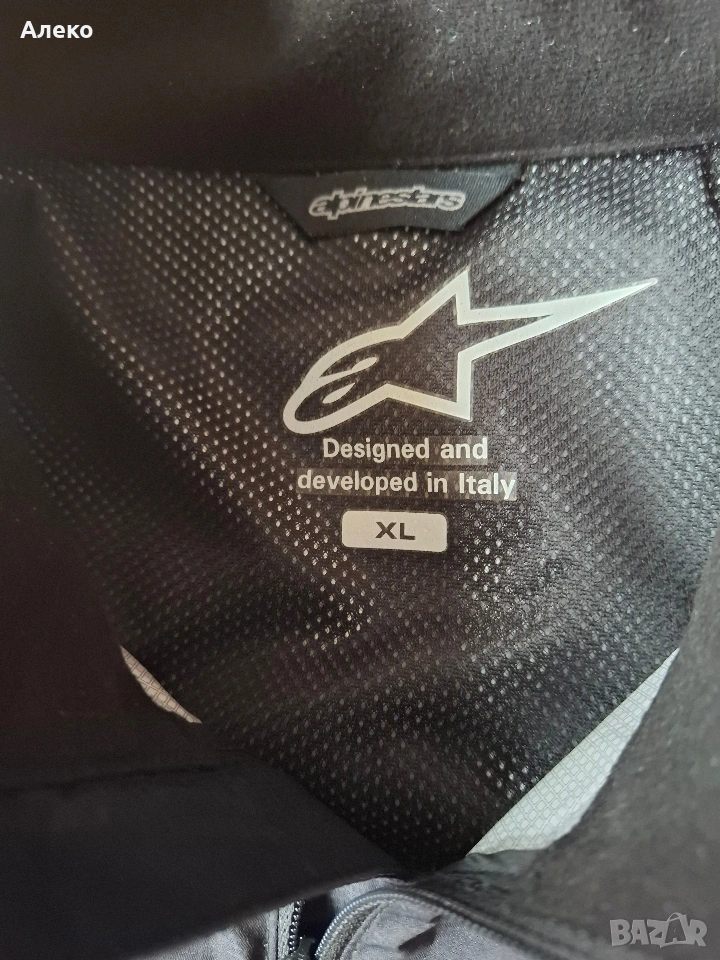 Алеко
alpinestars
Designed and
developed in Italy
XL
BAZAR